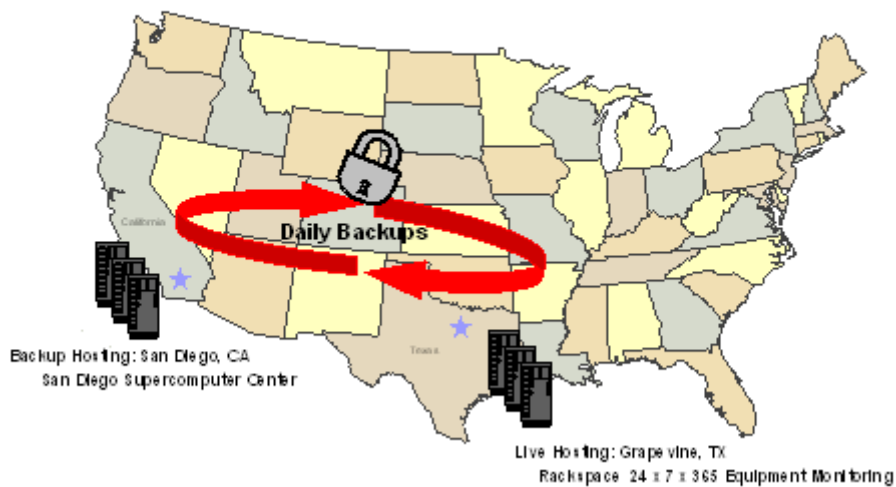 California
Daily Backups
Texas
Backup Hosting: San Diego, CA
San Diego Supercomputer Center
Live Hosting: Grapevine, TX
Rackspace 24 x 7 x 365 Equipment Monitoring